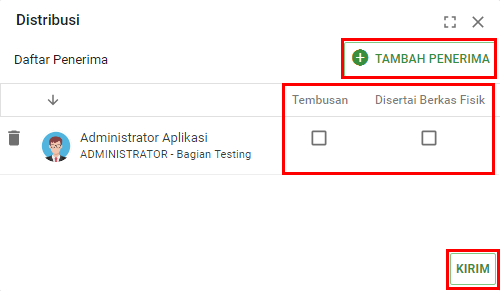 Distribusi
Daftar Penerima
TAMBAH PENERIMA
Tembusan Disertai Berkas Fisik
Administrator Aplikasi
ADMINISTRATOR - Bagian Testing
KIRIM